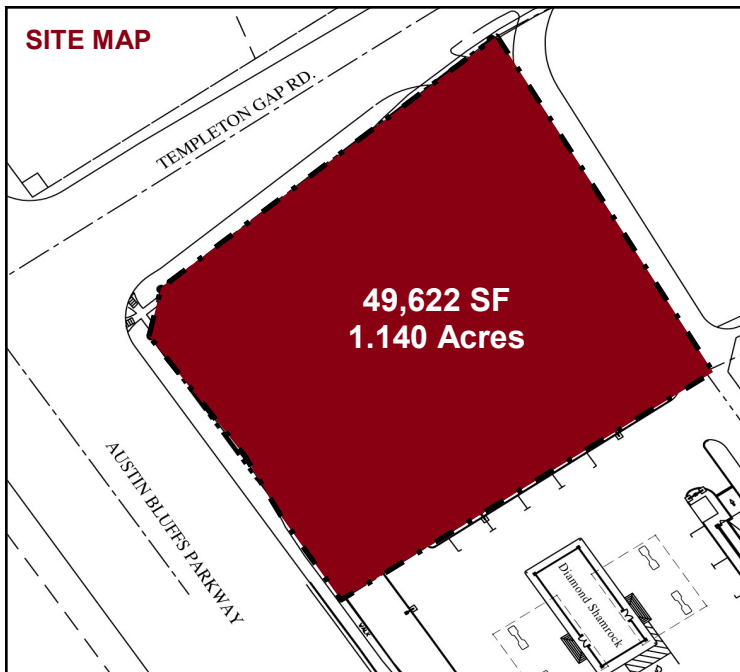 SITE MAP
TEMPLETON GAP RD.
49,622 SF
1.140 Acres
AUSTIN BLUFFS PARKWAY
Diamond Shamrock